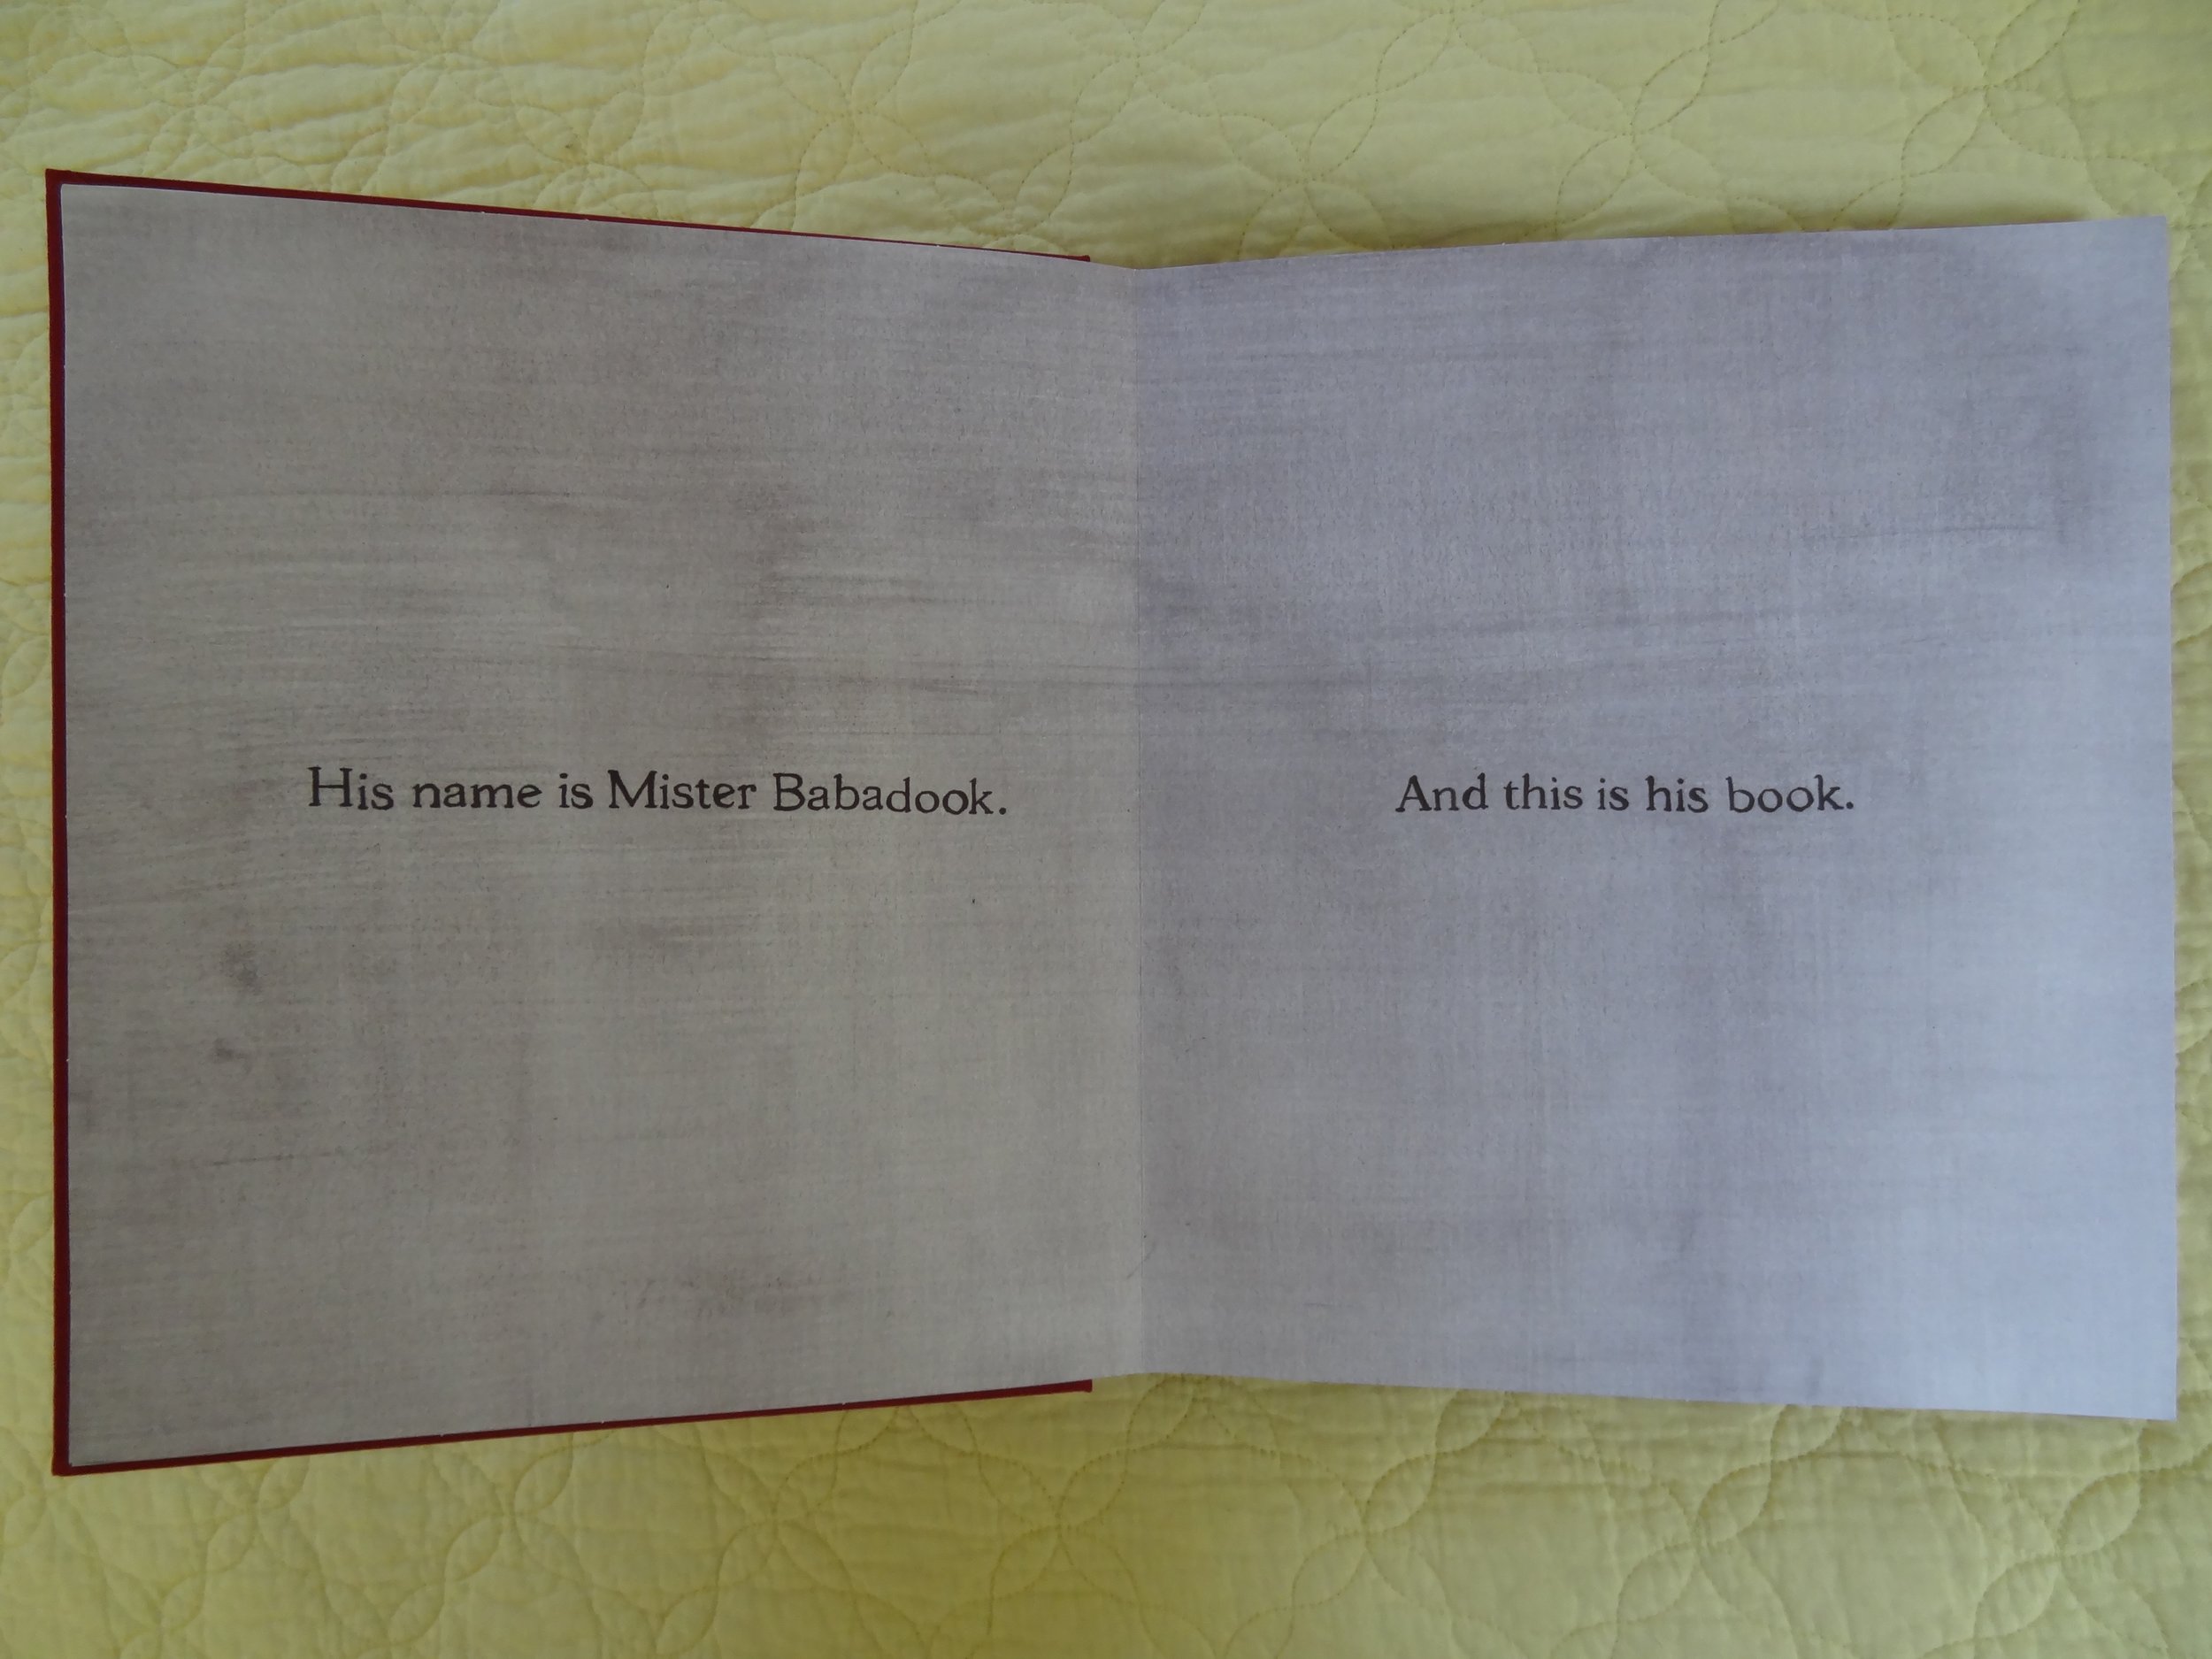 His name is Mister Babadook.
And this is his book.